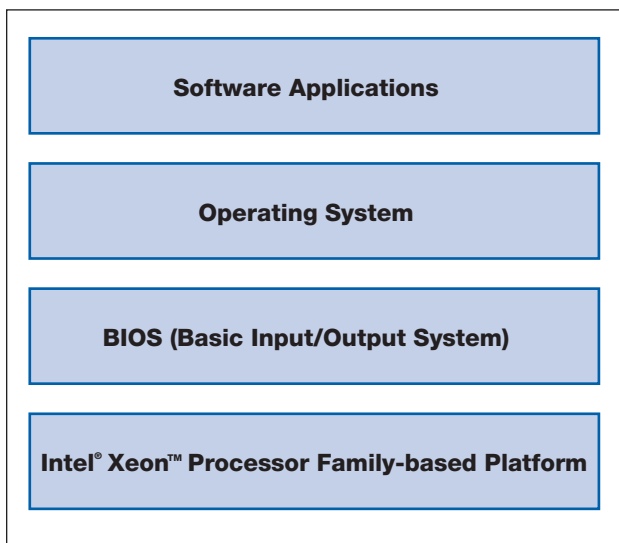 Software Applications
Operating System
BIOS (Basic Input/Output System)
Intel® Xeon™ Processor Family-based Platform